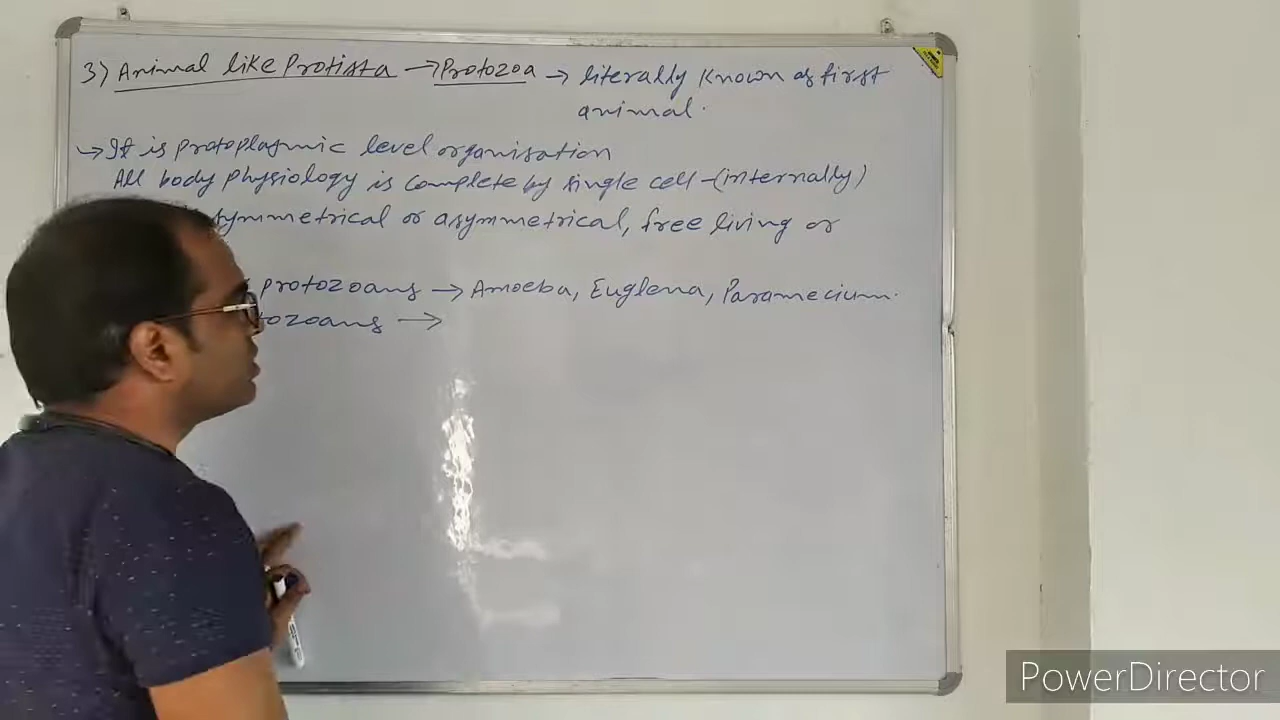 3) Animal like Protista → Protozoa → literally known as first
animal.
→ It is protoplasmic level organisation
All body physiology is complete by single cell-(internally)
symmetrical or asymmetrical, free living or
protozoans → Amoeba, Euglena, Paramecium.
tozoans →
PowerDirector